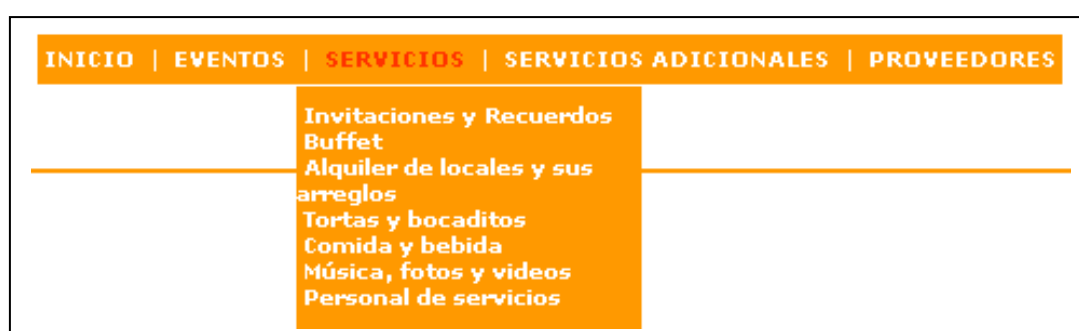 INICIO | EVENTOS | SERVICIOS | SERVICIOS ADICIONALES | PROVEEDORES
Invitaciones y Recuerdos
Buffet
Alquiler de locales y sus
arreglos
Tortas y bocaditos
Comida y bebida
Música, fotos y videos
Personal de servicios